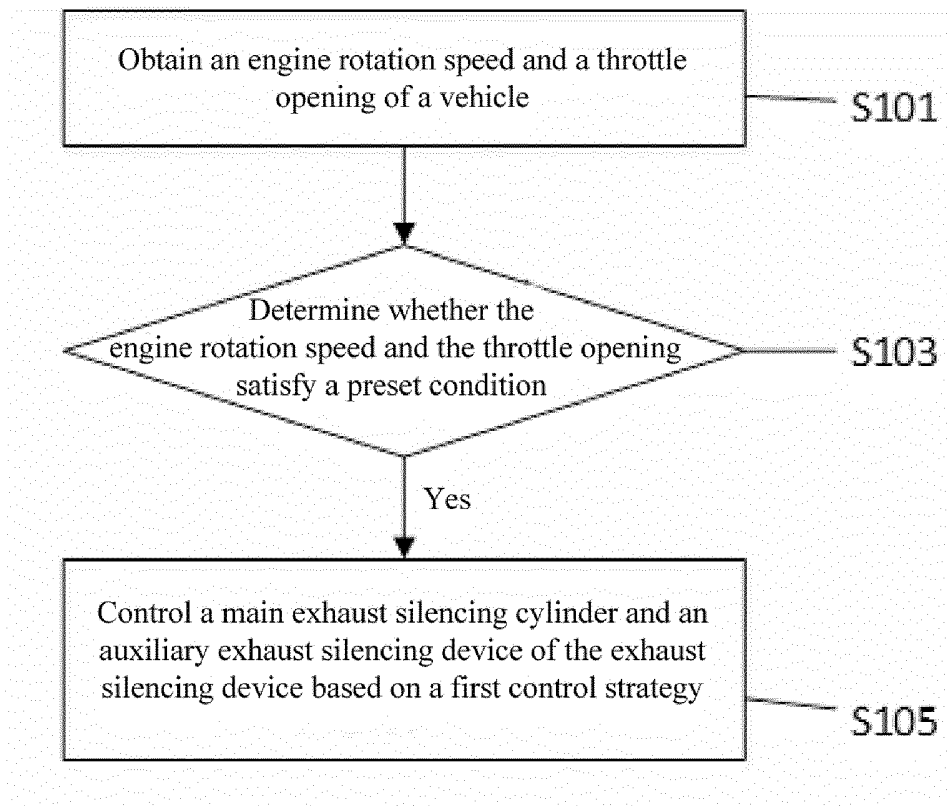 Obtain an engine rotation speed and a throttle
opening of a vehicle
S101
Determine whether the
engine rotation speed and the throttle opening
satisfy a preset condition
S103
Yes
Control a main exhaust silencing cylinder and an
auxiliary exhaust silencing device of the exhaust
silencing device based on a first control strategy
S105